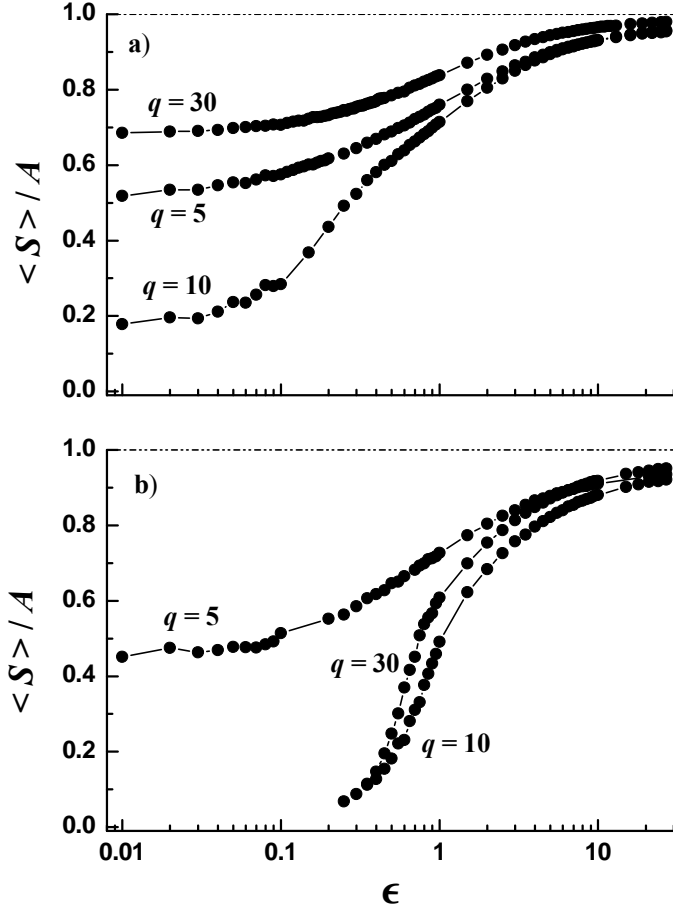 1.0
a)
0.8
q = 30
0.6
< S > / A
q = 5
0.4
q = 10
0.2
0.0
1.0
b)
0.8
0.6
< S > / A
q = 5
0.4
q = 30
0.2
q = 10
0.0
0.01 0.1 1 10
ϵ